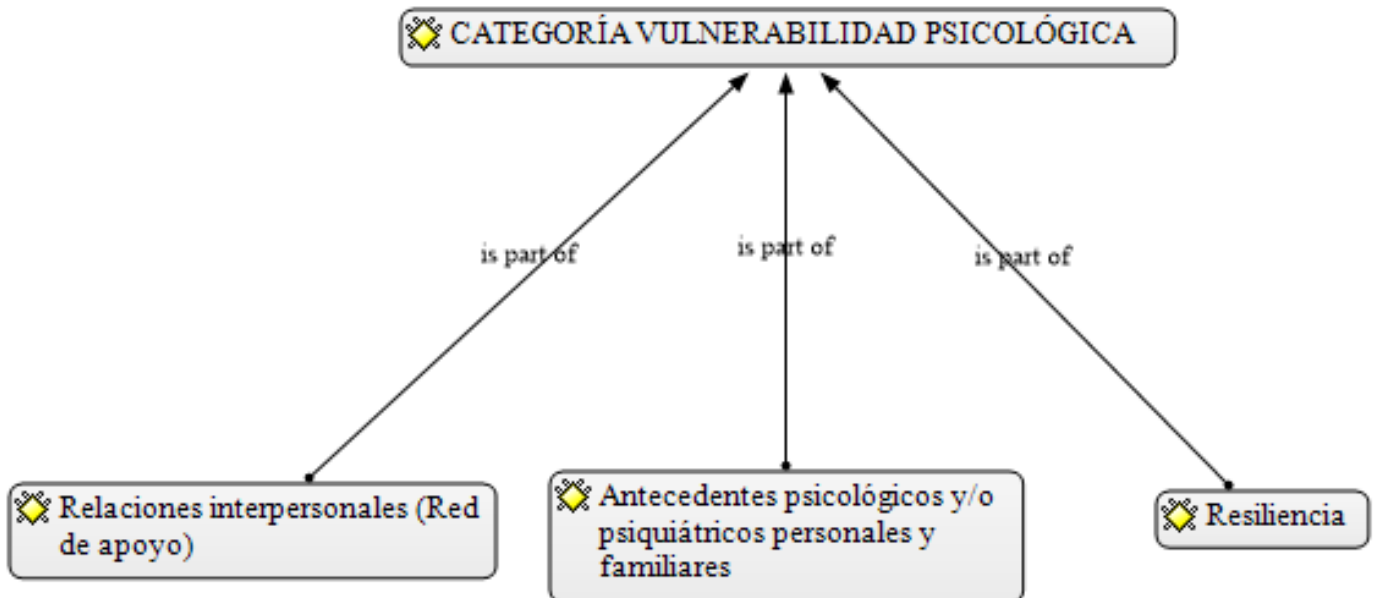 CATEGORÍA VULNERABILIDAD PSICOLÓGICA
is part of
is part of
is part of
Relaciones interpersonales (Red
de apoyo)
Antecedentes psicológicos y/o
psiquiátricos personales y
familiares
Resiliencia